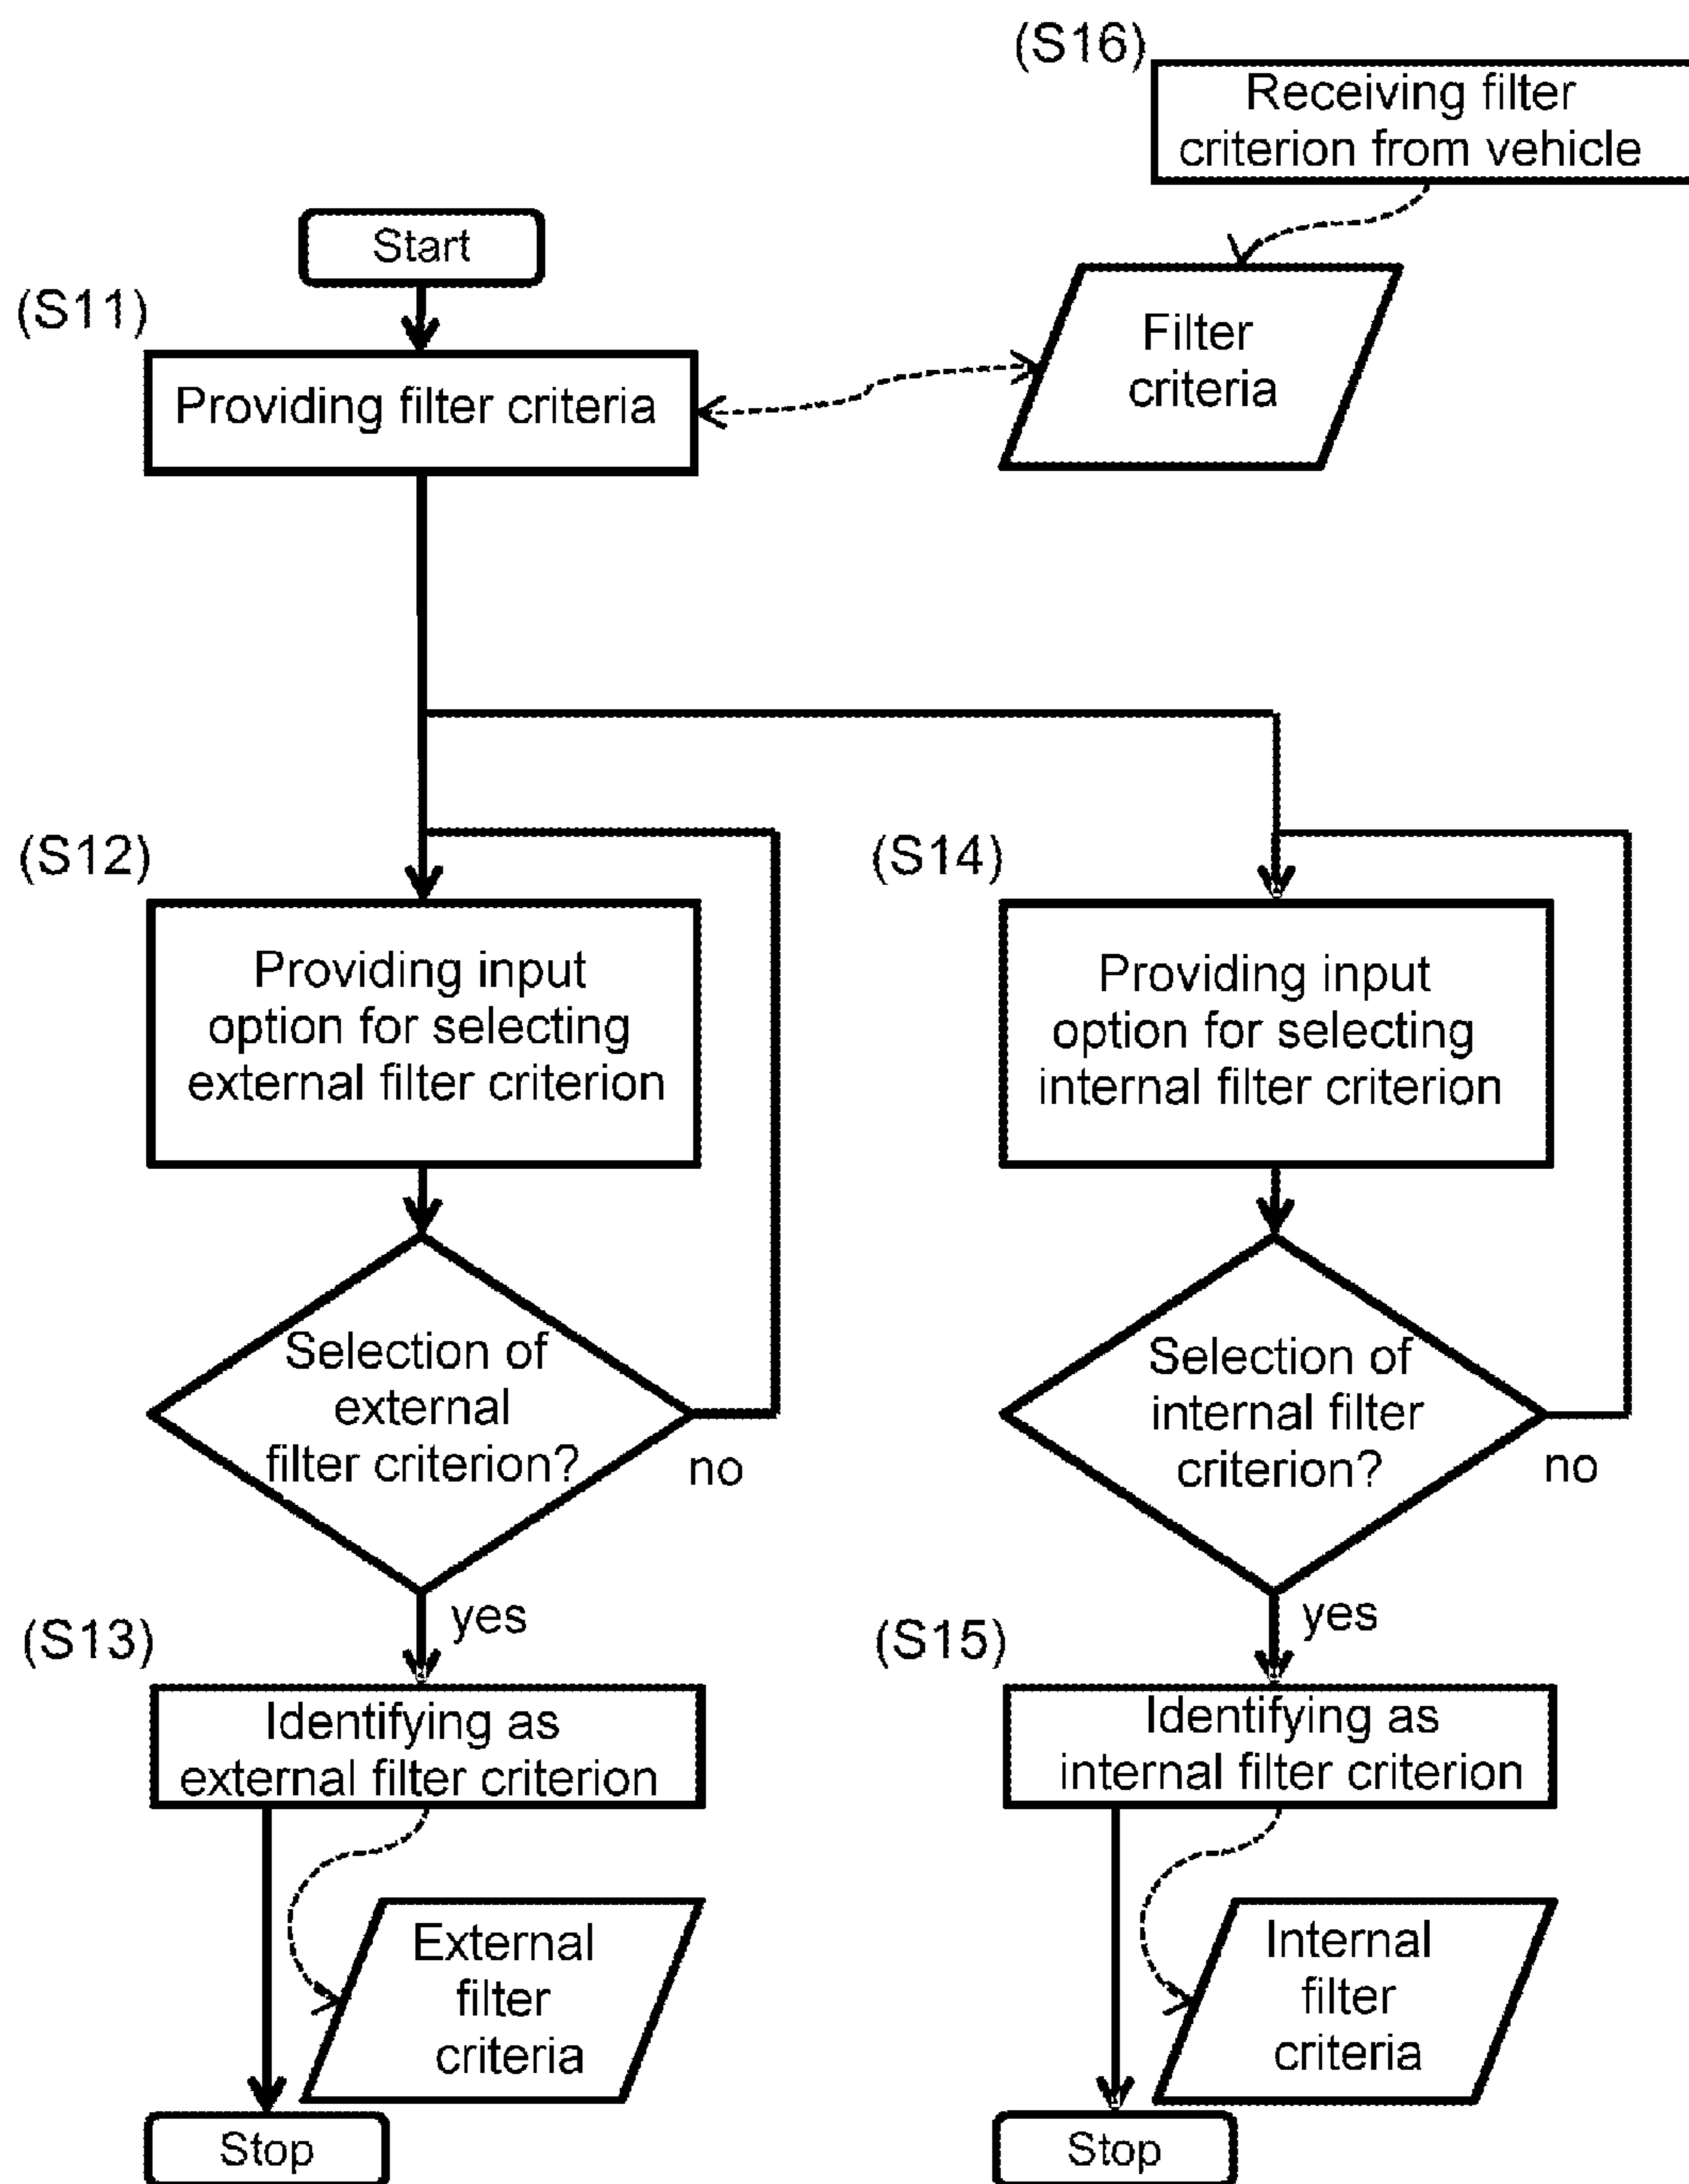 (S16)
Receiving filter
criterion from vehicle
Start
(S11)
Providing filter criteria
Filter
criteria
(S12)
Providing input
option for selecting
external filter criterion
Selection of
external
filter criterion?
no
yes
(S13)
Identifying as
external filter criterion
External
filter
criteria
Stop
(S14)
Providing input
option for selecting
internal filter criterion
Selection of
internal filter
criterion?
no
yes
(S15)
Identifying as
internal filter criterion
Internal
filter
criteria
Stop